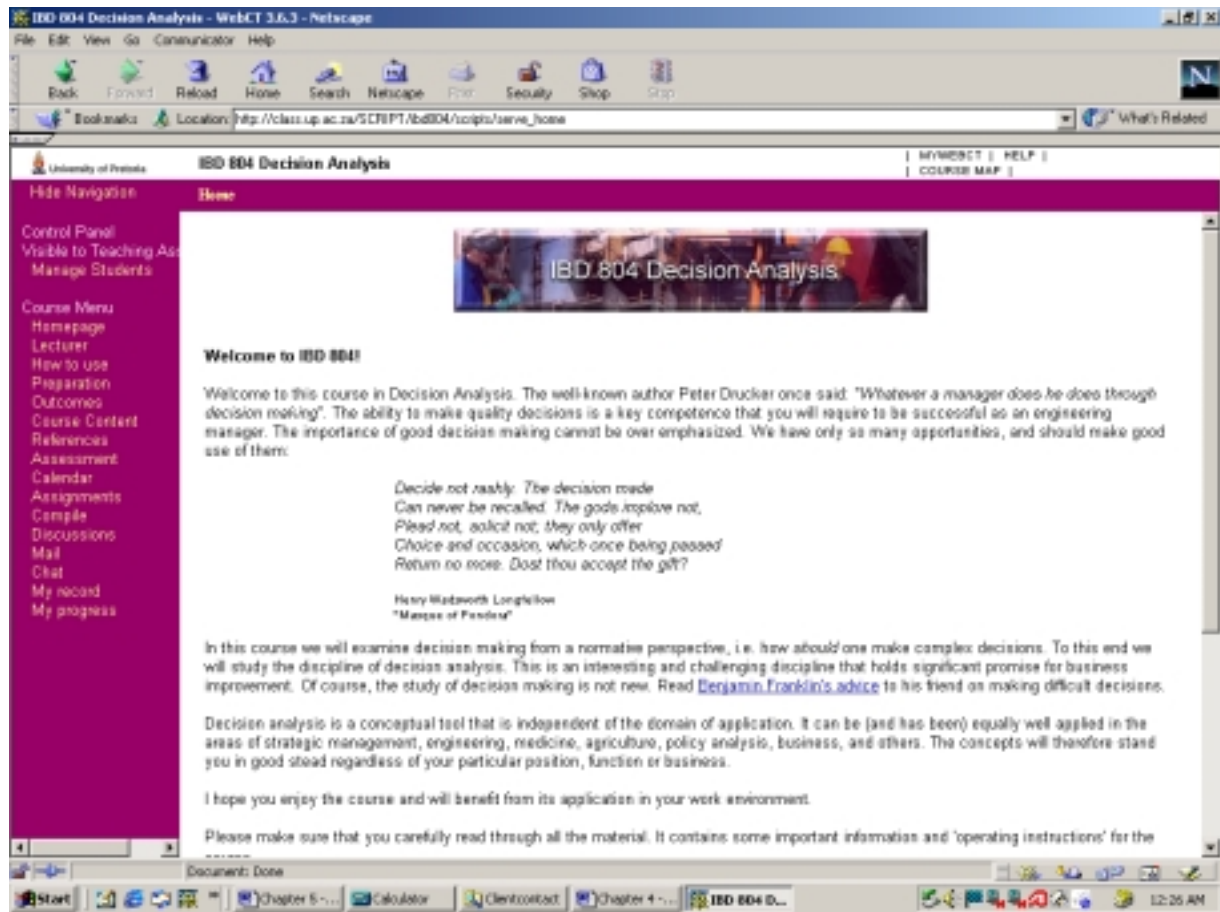 IBD 804 Decision Analysis - WebCT 3.6.3 - Netscape
File Edit View Go Communicator Help
Back Forward Reload Home Search Netscape Print Security Shop Stop
Bookmarks Location: http://class.up.ac.za/SCRIPT/ibd804/scripts/serve_home What's Related
University of Pretoria IBD 804 Decision Analysis | MYWEBCT | HELP |
| COURSE MAP |
Hide Navigation Home
Control Panel
Visible to Teaching Ass
Manage Students
Course Menu
Homepage
Lecturer
How to use
Preparation
Outcomes
Course Content
References
Assessment
Calendar
Assignments
Compile
Discussions
Mail
Chat
My record
My progress
IBD 804 Decision Analysis
Welcome to IBD 804!
Welcome to this course in Decision Analysis. The well-known author Peter Drucker once said: "Whatever a manager does he does through
decision making". The ability to make quality decisions is a key competence that you will require to be successful as an engineering
manager. The importance of good decision making cannot be over emphasized. We have only so many opportunities, and should make good
use of them:
Decide not rashly. The decision made
Can never be recalled. The gods implore not,
Plead not, solicit not; they only offer
Choice and occasion, which once being passed
Return no more. Dost thou accept the gift?
Henry Wadsworth Longfellow
"Masque of Pandora"
In this course we will examine decision making from a normative perspective, i.e. how should one make complex decisions. To this end we
will study the discipline of decision analysis. This is an interesting and challenging discipline that holds significant promise for business
improvement. Of course, the study of decision making is not new. Read Benjamin Franklin's advice to his friend on making difficult decisions.
Decision analysis is a conceptual tool that is independent of the domain of application. It can be (and has been) equally well applied in the
areas of strategic management, engineering, medicine, agriculture, policy analysis, business, and others. The concepts will therefore stand
you in good stead regardless of your particular position, function or business.
I hope you enjoy the course and will benefit from its application in your work environment.
Please make sure that you carefully read through all the material. It contains some important information and 'operating instructions' for the
Document: Done
Start Chapter 5 -... Calculator Clientcontact Chapter 4 -... IBD 804 D... 12:26 AM